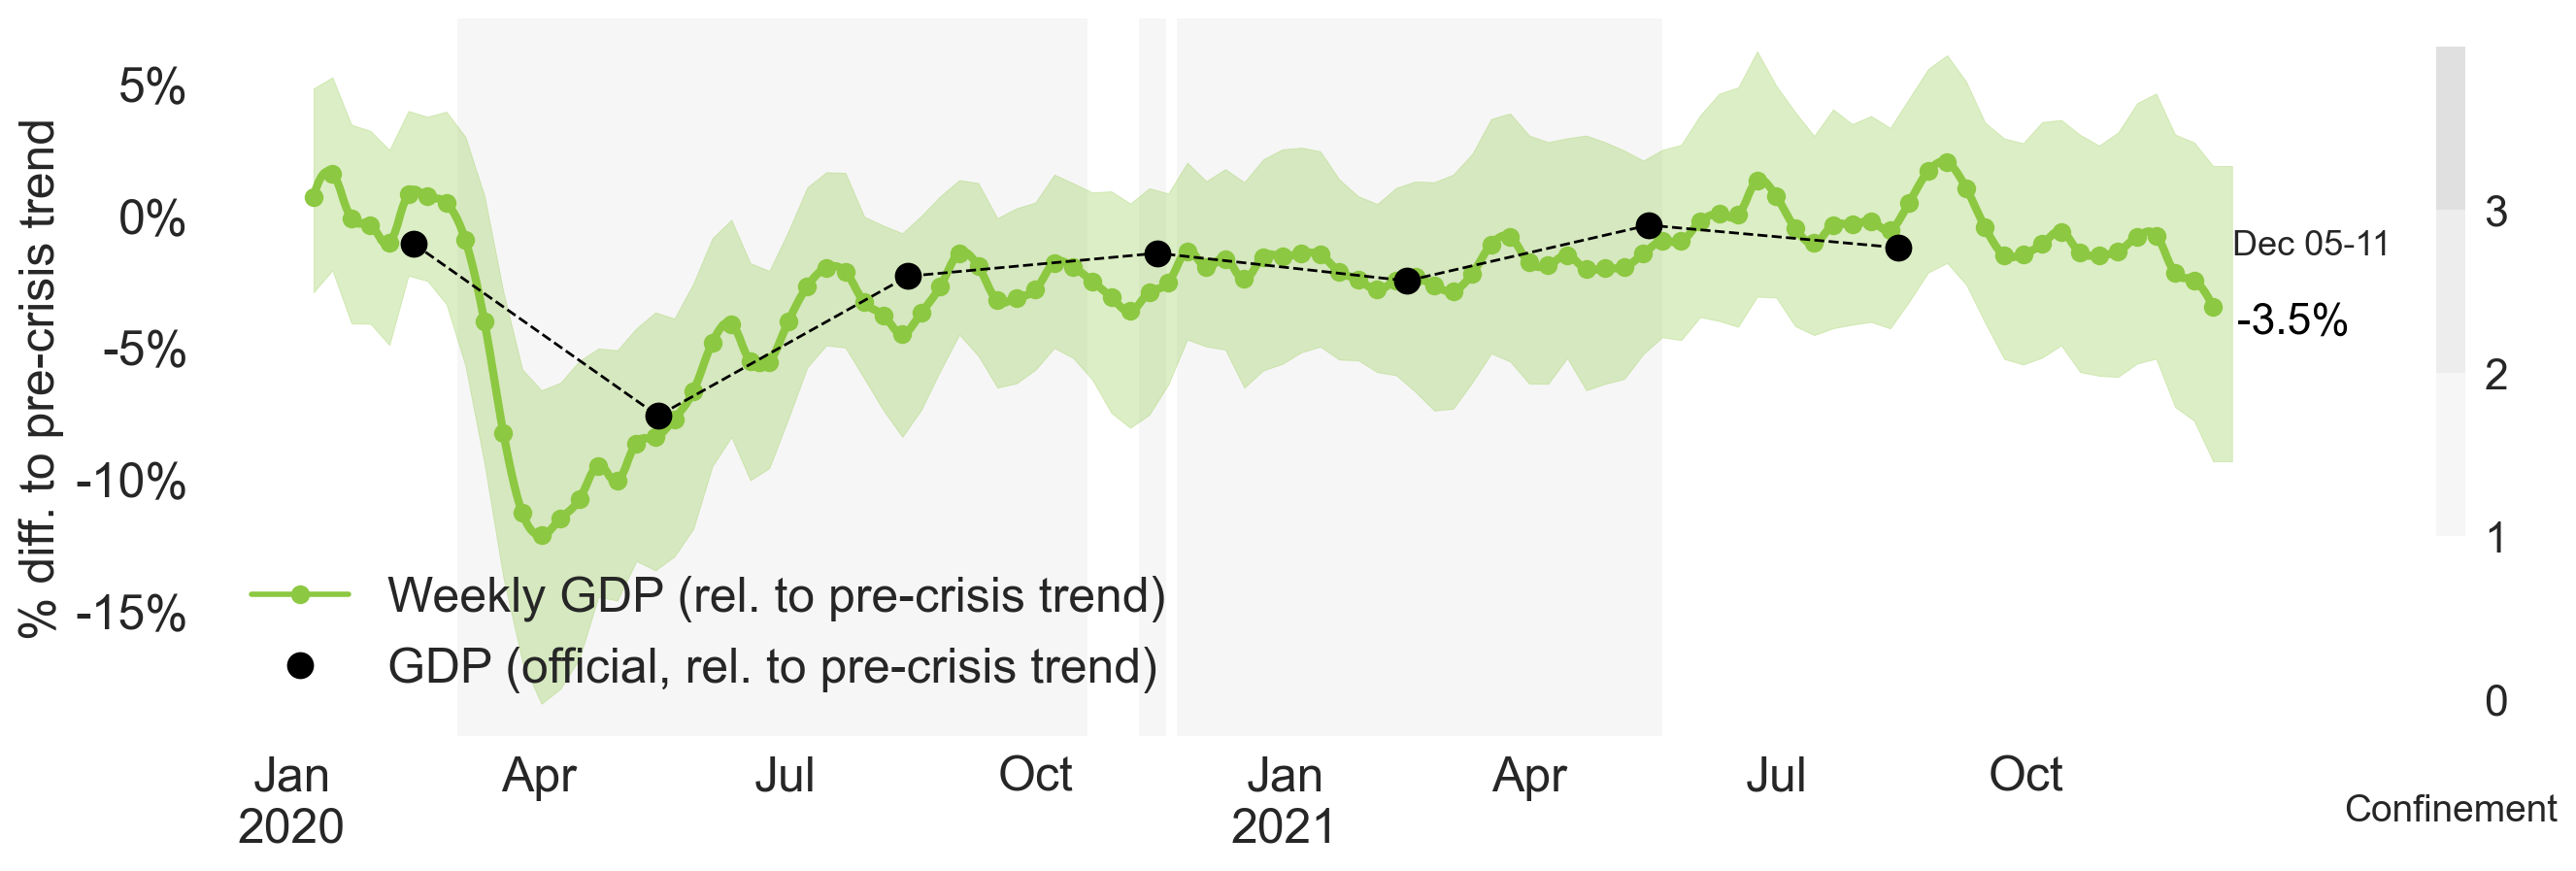 % diff. to pre-crisis trend
5%
0%
-5%
-10%
-15%
Weekly GDP (rel. to pre-crisis trend)
GDP (official, rel. to pre-crisis trend)
Dec 05-11
-3.5%
3
2
1
0
Jan Apr Jul Oct Jan Apr Jul Oct
2020 2021
Confinement